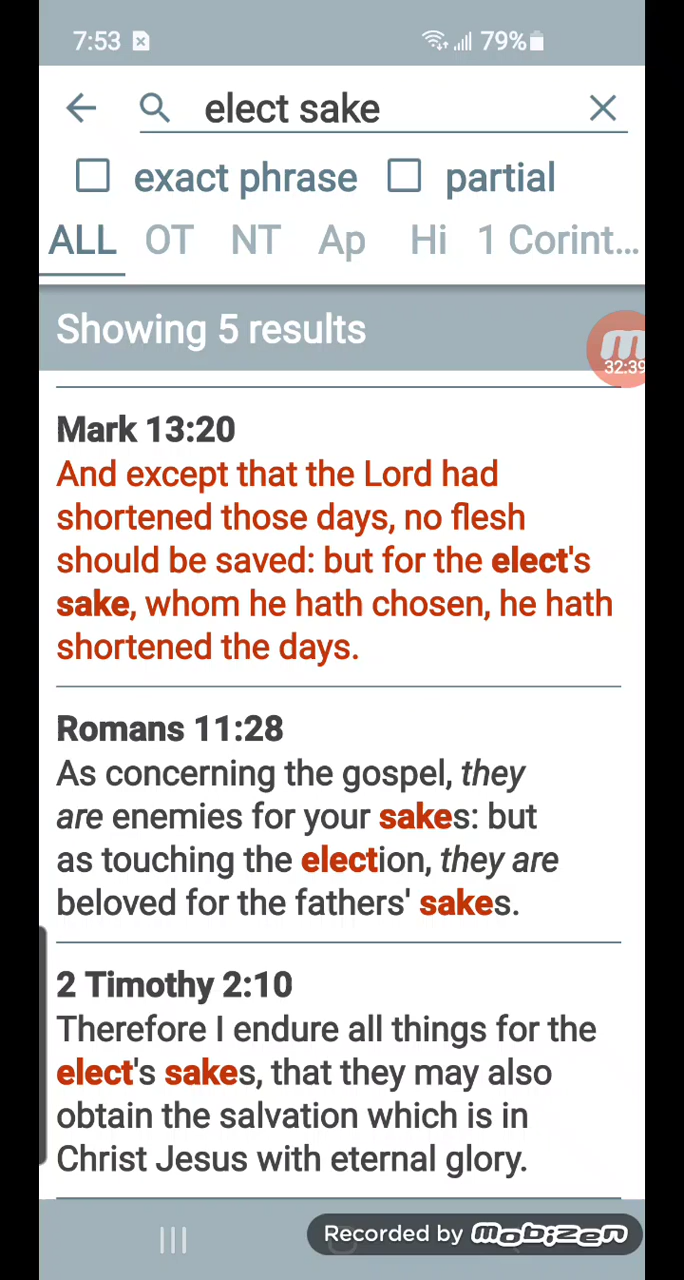 7:53 79%
elect sake
exact phrase partial
ALL OT NT Ap Hi 1 Corint...
Showing 5 results
32:39
Mark 13:20
And except that the Lord had
shortened those days, no flesh
should be saved: but for the elect's
sake, whom he hath chosen, he hath
shortened the days.
Romans 11:28
As concerning the gospel, they
are enemies for your sakes: but
as touching the election, they are
beloved for the fathers' sakes.
2 Timothy 2:10
Therefore I endure all things for the
elect's sakes, that they may also
obtain the salvation which is in
Christ Jesus with eternal glory.
Recorded by mobizen